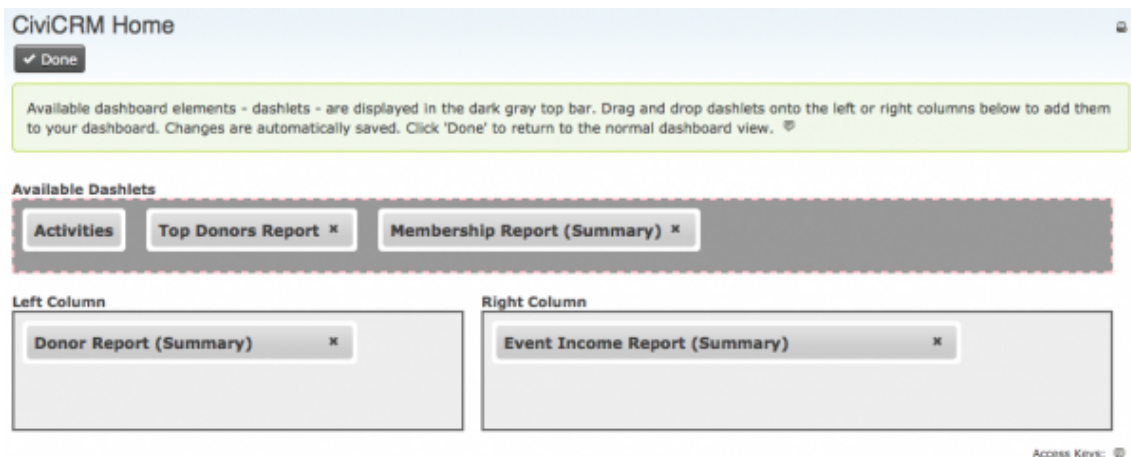 CiviCRM Home
Done
Available dashboard elements - dashlets - are displayed in the dark gray top bar. Drag and drop dashlets onto the left or right columns below to add them
to your dashboard. Changes are automatically saved. Click 'Done' to return to the normal dashboard view.
Available Dashlets
Activities Top Donors Report × Membership Report (Summary) ×
Left Column Right Column
Donor Report (Summary) × Event Income Report (Summary) ×
Access Keys: